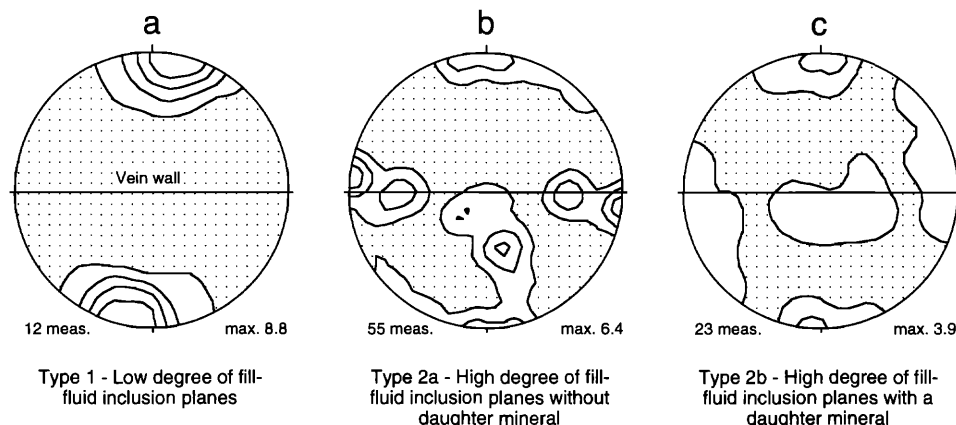 a
b
c
Vein wall
12 meas.
max. 8.8
55 meas.
max. 6.4
23 meas.
max. 3.9
Type 1 - Low degree of fill-
fluid inclusion planes
Type 2a - High degree of fill-
fluid inclusion planes without
daughter mineral
Type 2b - High degree of fill-
fluid inclusion planes with a
daughter mineral